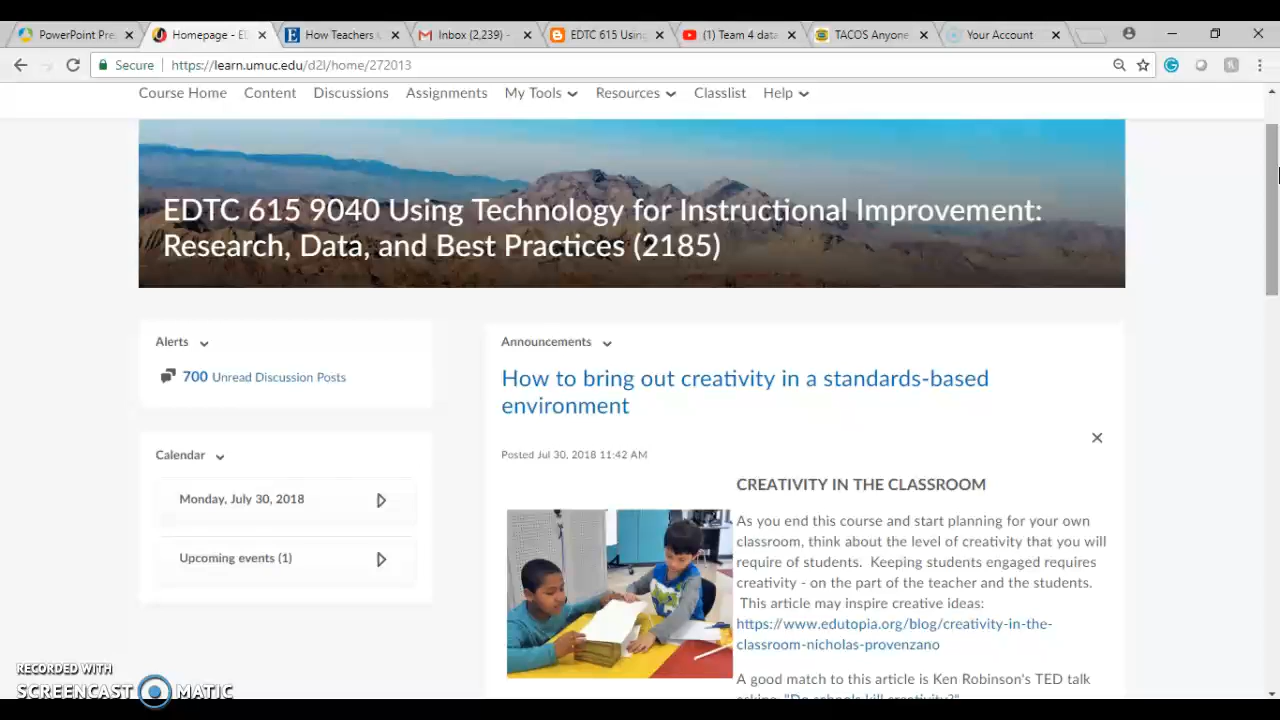 PowerPoint Pre
Homepage - E
How Teachers
Inbox (2,239) -
EDTC 615 Using
(1) Team 4 data
TACOS Anyone
Your Account
Secure
https://learn.umuc.edu/d2l/home/272013
Course Home
Content
Discussions
Assignments
My Tools
Resources
Classlist
Help
EDTC 615 9040 Using Technology for Instructional Improvement:
Research, Data, and Best Practices (2185)
Alerts
700 Unread Discussion Posts
Calendar
Monday, July 30, 2018
Upcoming events (1)
Announcements
How to bring out creativity in a standards-based
environment
Posted Jul 30, 2018 11:42 AM
CREATIVITY IN THE CLASSROOM
As you end this course and start planning for your own
classroom, think about the level of creativity that you will
require of students. Keeping students engaged requires
creativity - on the part of the teacher and the students.
This article may inspire creative ideas:
https://www.edutopia.org/blog/creativity-in-the-
classroom-nicholas-provenzano
A good match to this article is Ken Robinson's TED talk
asking, "Do schools kill creativity?"
RECORDED WITH
SCREENCAST MATIC